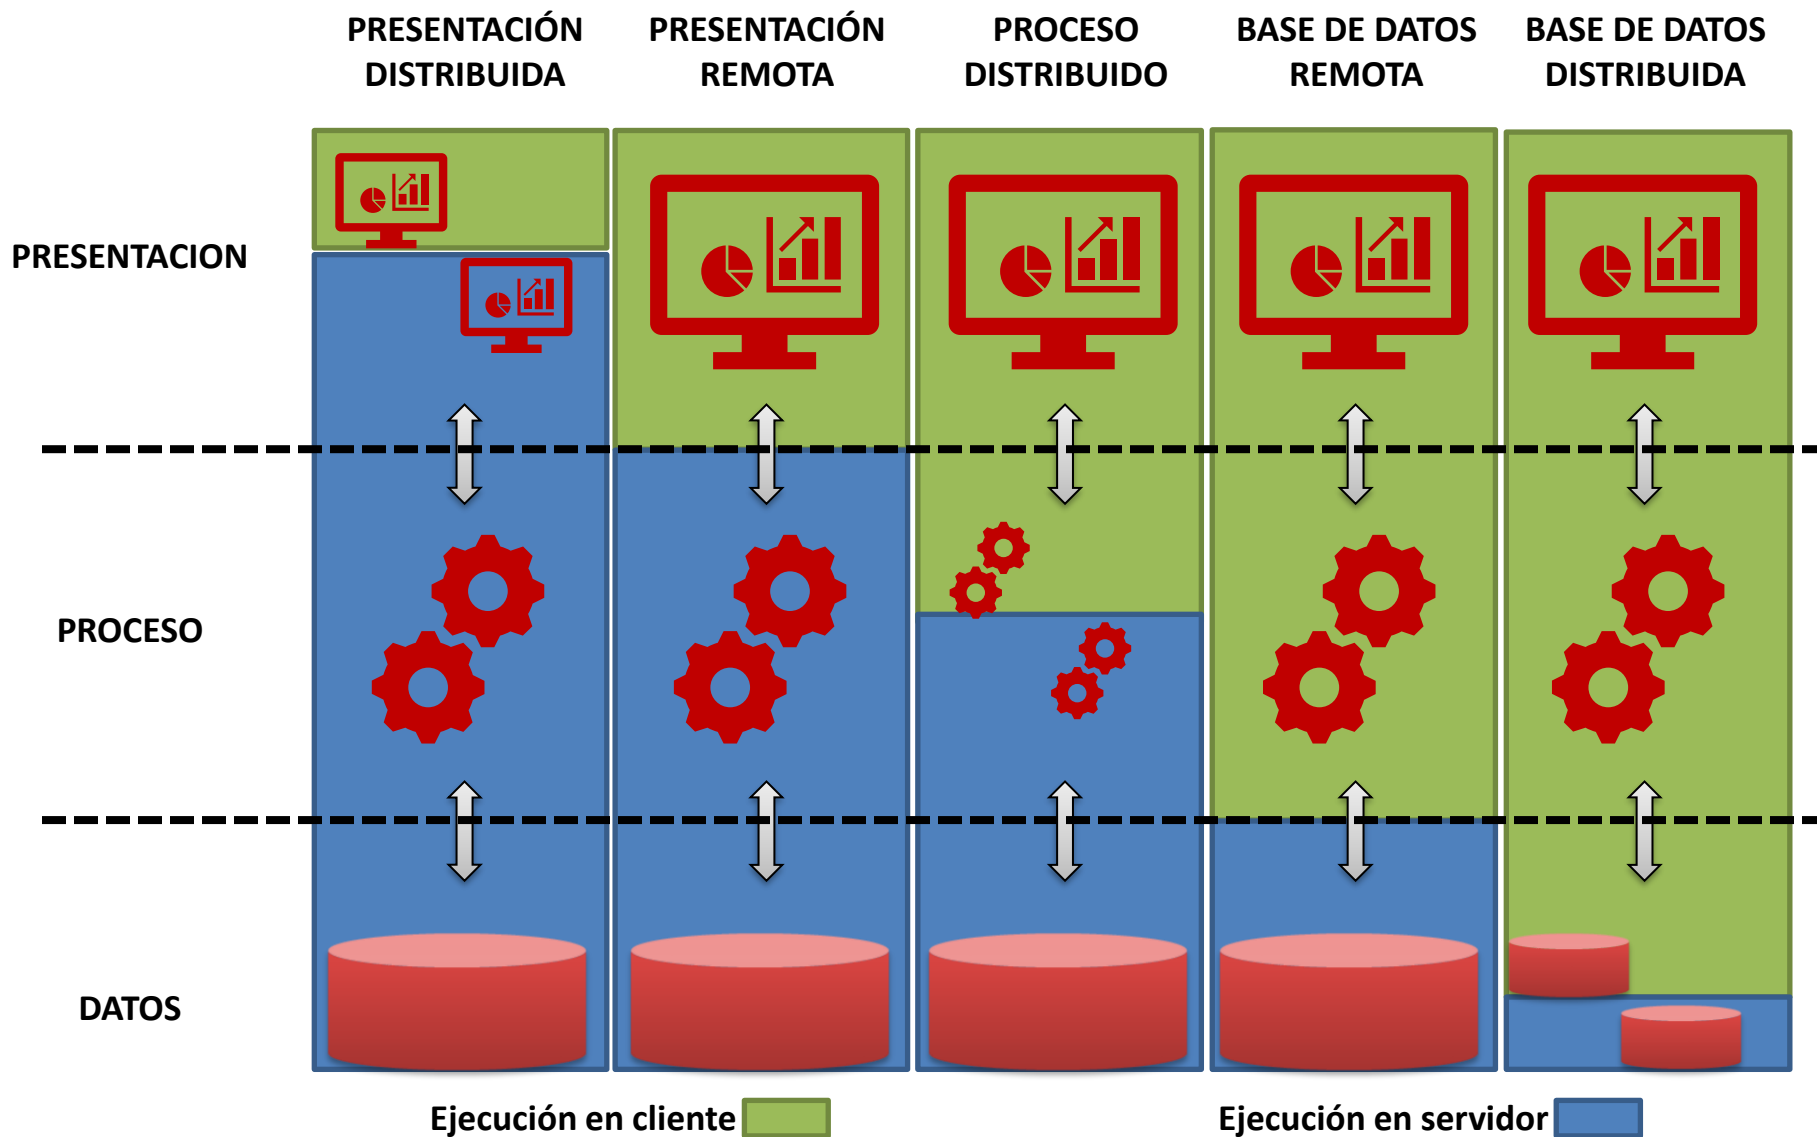 PRESENTACIÓN
DISTRIBUIDA
PRESENTACIÓN
REMOTA
PROCESO
DISTRIBUIDO
BASE DE DATOS
REMOTA
BASE DE DATOS
DISTRIBUIDA
PRESENTACION
PROCESO
DATOS
Ejecución en cliente
Ejecución en servidor